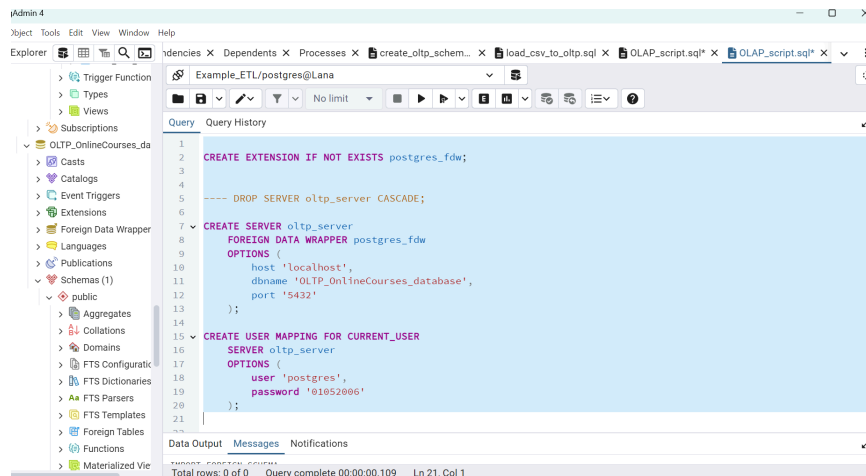 gAdmin 4
Object Tools Edit View Window Help
Explorer
ndencies Dependents Processes create_oltp_schem... load_csv_to_oltp.sql OLAP_script.sql* OLAP_script.sql*
Example_ETL/postgres@Lana
No limit
Query Query History
Trigger Function
Types
Views
Subscriptions
OLTP_OnlineCourses_da
Casts
Catalogs
Event Triggers
Extensions
Foreign Data Wrapper
Languages
Publications
Schemas (1)
public
Aggregates
Collations
Domains
FTS Configuratic
FTS Dictionaries
FTS Parsers
FTS Templates
Foreign Tables
Functions
Materialized Vie
1
2 CREATE EXTENSION IF NOT EXISTS postgres_fdw;
3
4
5 ---- DROP SERVER oltp_server CASCADE;
6
7 CREATE SERVER oltp_server
8 FOREIGN DATA WRAPPER postgres_fdw
9 OPTIONS (
10 host 'localhost',
11 dbname 'OLTP_OnlineCourses_database',
12 port '5432'
13 );
14
15 CREATE USER MAPPING FOR CURRENT_USER
16 SERVER oltp_server
17 OPTIONS (
18 user 'postgres',
19 password '01052006'
20 );
21
Data Output Messages Notifications
IMPORT FOREIGN SCHEMA
Total rows: 0 of 0 Query complete 00:00:00.109 Ln 21, Col 1